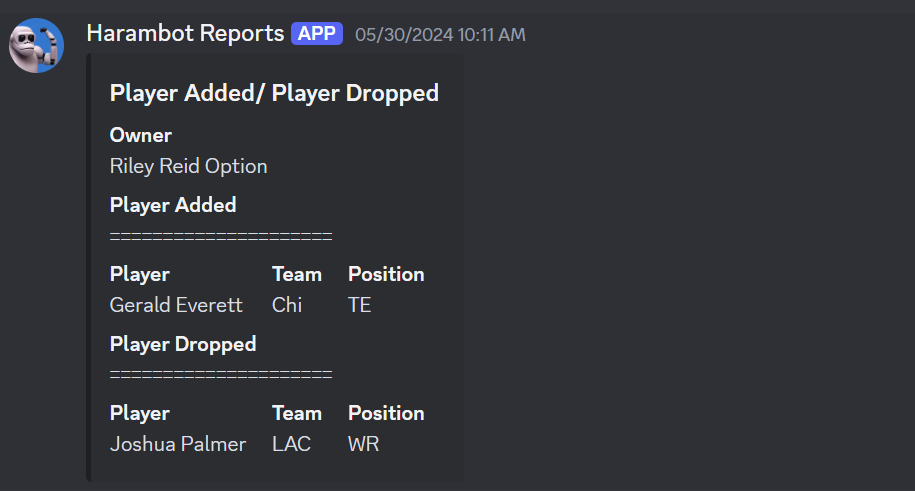 Harambot Reports APP 05/30/2024 10:11 AM
Player Added/ Player Dropped
Owner
Riley Reid Option
Player Added
=====================
Player Team Position
Gerald Everett Chi TE
Player Dropped
=====================
Player Team Position
Joshua Palmer LAC WR